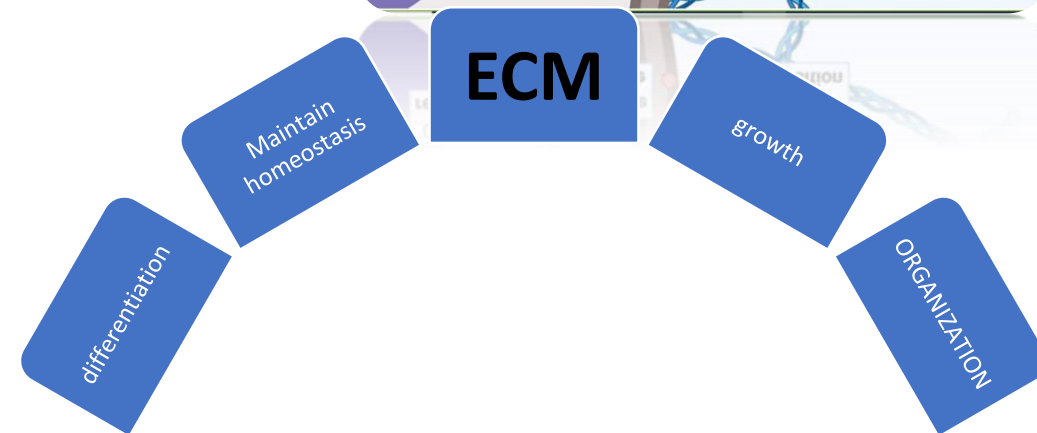 ECM
Maintain
homeostasis
growth
differentiation
ORGANIZATION